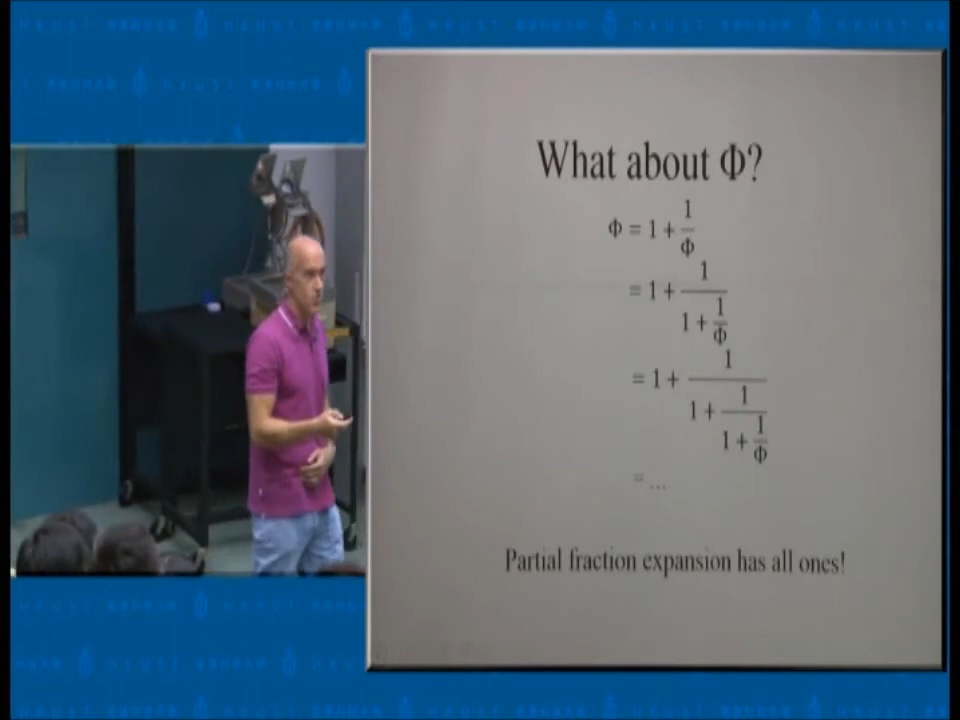 What about Φ?
Φ = 1 + 1/Φ
= 1 + 1/(1 + 1/Φ)
= 1 + 1/(1 + 1/(1 + 1/Φ))
= ...
Partial fraction expansion has all ones!